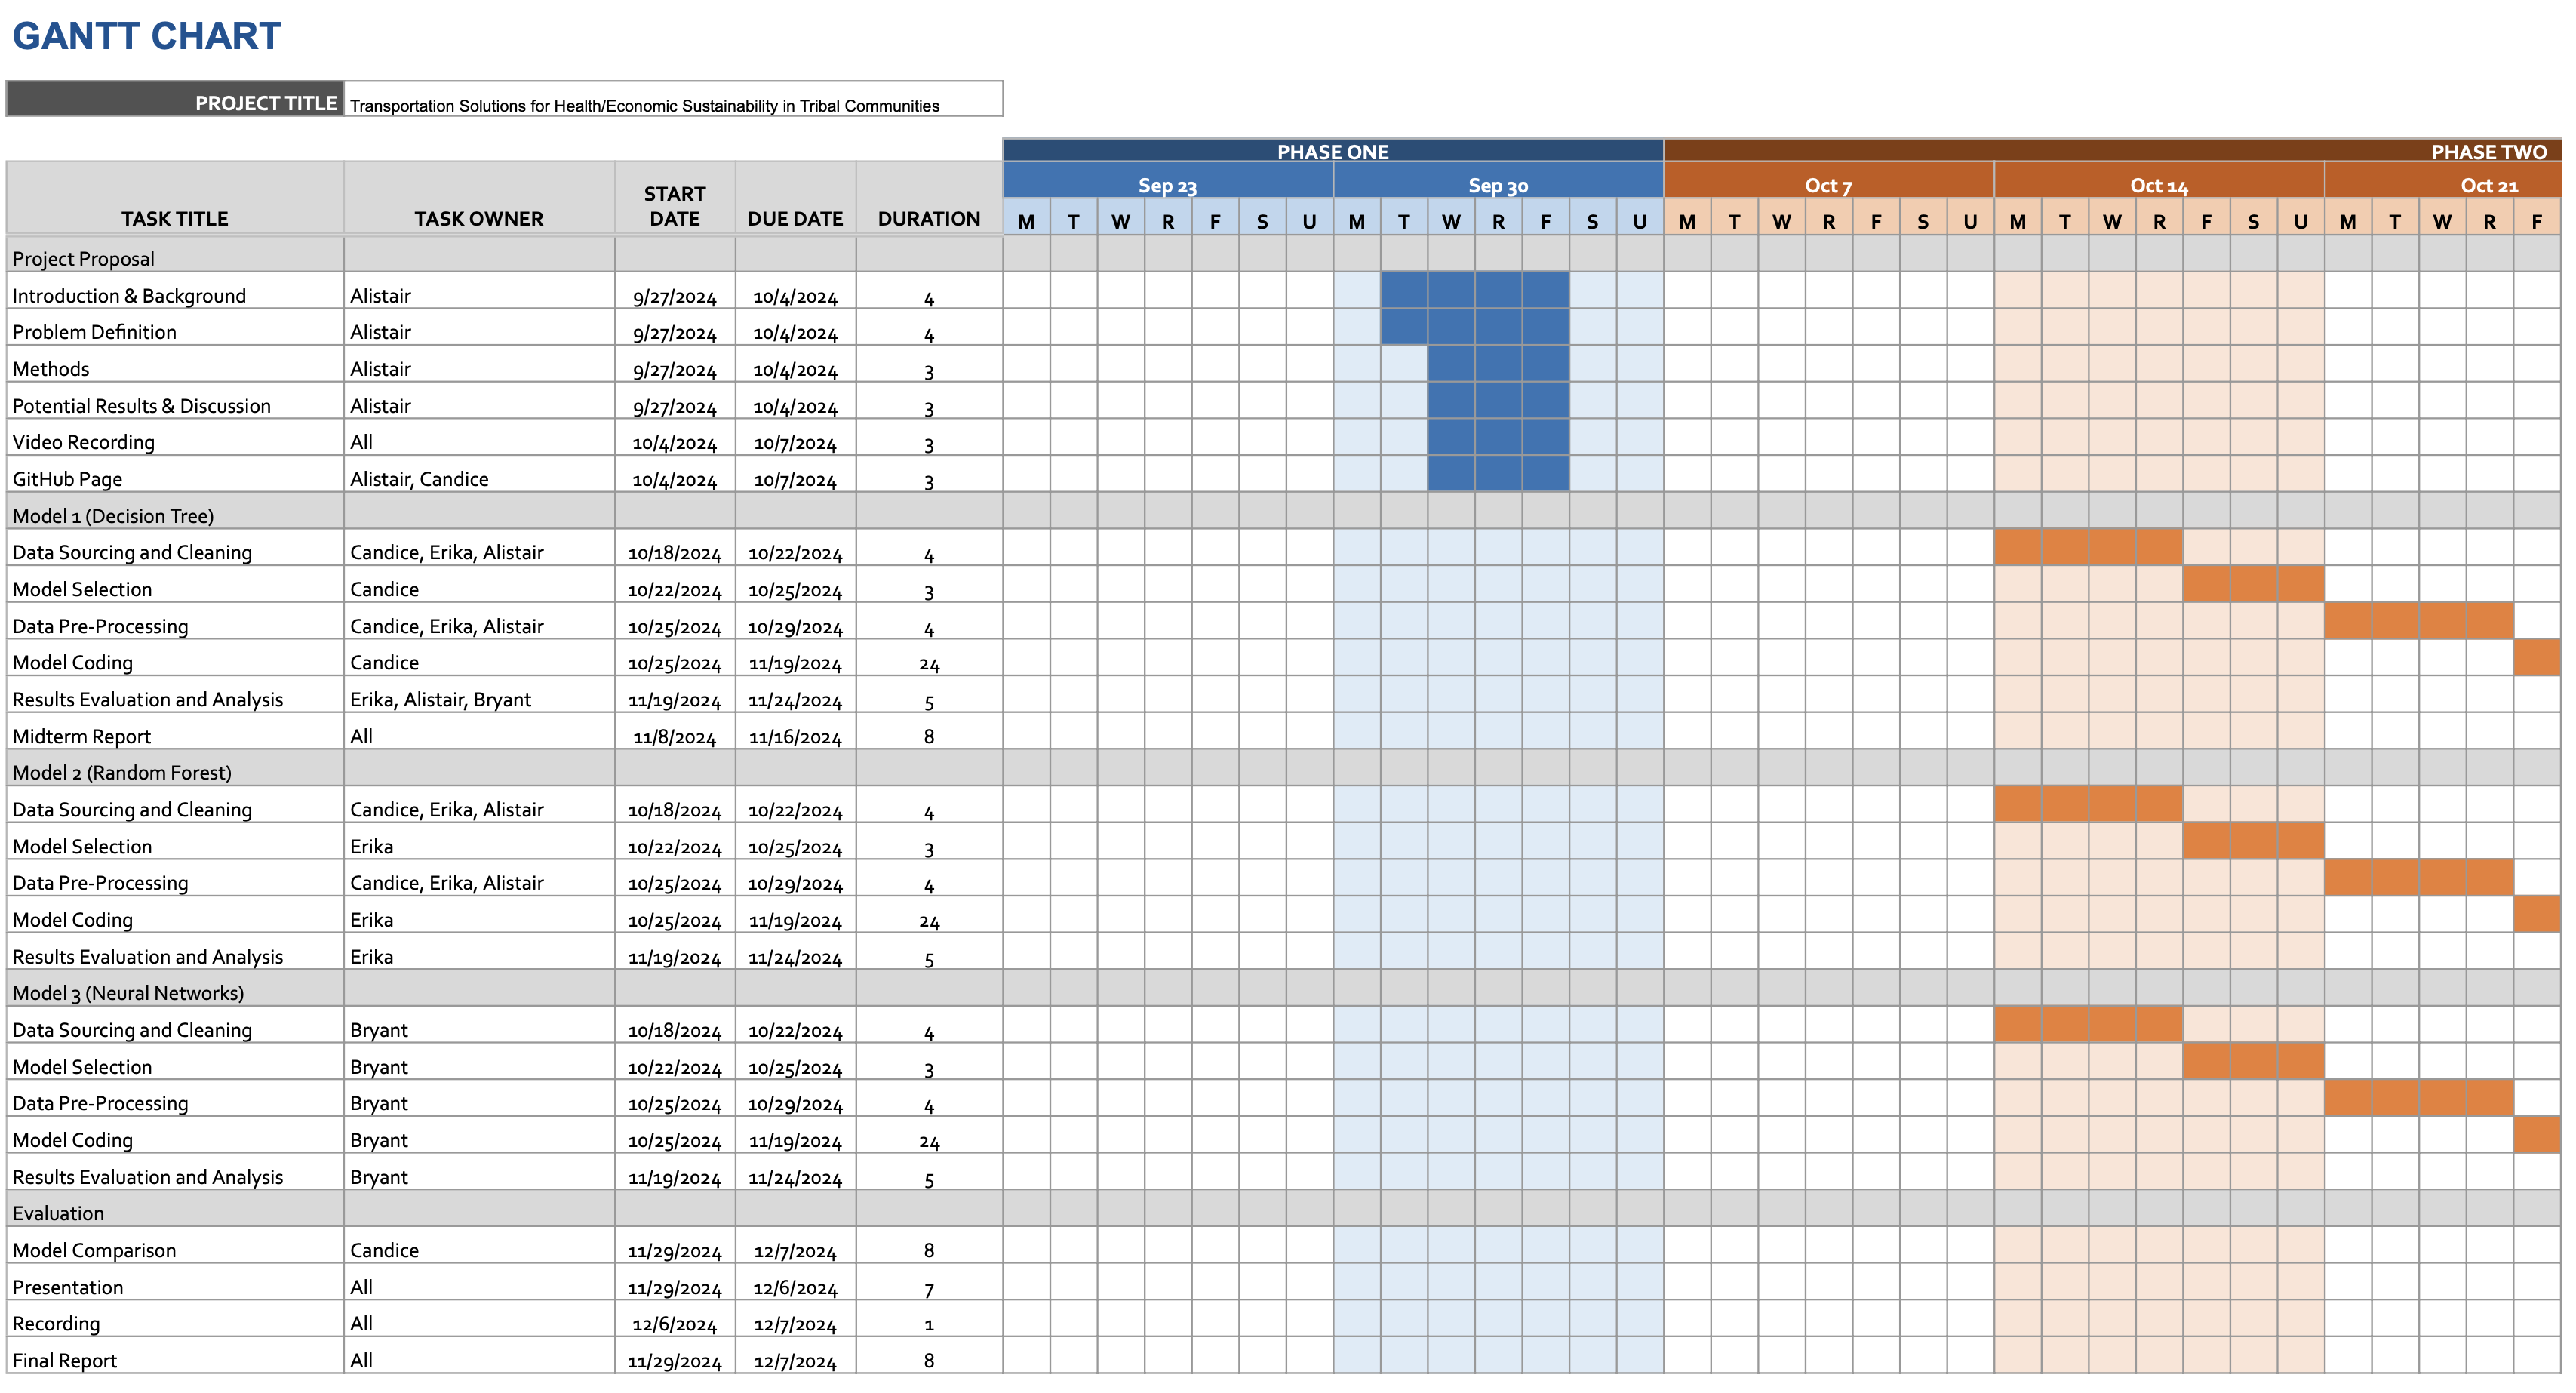 GANTT CHART
PROJECT TITLE Transportation Solutions for Health/Economic Sustainability in Tribal Communities
PHASE ONE PHASE TWO
Sep 23 Sep 30 Oct 7 Oct 14 Oct 21
TASK TITLE TASK OWNER START DATE DUE DATE DURATION M T W R F S U M T W R F S U M T W R F S U M T W R F S U M T W R F
Project Proposal
Introduction & Background Alistair 9/27/2024 10/4/2024 4
Problem Definition Alistair 9/27/2024 10/4/2024 4
Methods Alistair 9/27/2024 10/4/2024 3
Potential Results & Discussion Alistair 9/27/2024 10/4/2024 3
Video Recording All 10/4/2024 10/7/2024 3
GitHub Page Alistair, Candice 10/4/2024 10/7/2024 3
Model 1 (Decision Tree)
Data Sourcing and Cleaning Candice, Erika, Alistair 10/18/2024 10/22/2024 4
Model Selection Candice 10/22/2024 10/25/2024 3
Data Pre-Processing Candice, Erika, Alistair 10/25/2024 10/29/2024 4
Model Coding Candice 10/25/2024 11/19/2024 24
Results Evaluation and Analysis Erika, Alistair, Bryant 11/19/2024 11/24/2024 5
Midterm Report All 11/8/2024 11/16/2024 8
Model 2 (Random Forest)
Data Sourcing and Cleaning Candice, Erika, Alistair 10/18/2024 10/22/2024 4
Model Selection Erika 10/22/2024 10/25/2024 3
Data Pre-Processing Candice, Erika, Alistair 10/25/2024 10/29/2024 4
Model Coding Erika 10/25/2024 11/19/2024 24
Results Evaluation and Analysis Erika 11/19/2024 11/24/2024 5
Model 3 (Neural Networks)
Data Sourcing and Cleaning Bryant 10/18/2024 10/22/2024 4
Model Selection Bryant 10/22/2024 10/25/2024 3
Data Pre-Processing Bryant 10/25/2024 10/29/2024 4
Model Coding Bryant 10/25/2024 11/19/2024 24
Results Evaluation and Analysis Bryant 11/19/2024 11/24/2024 5
Evaluation
Model Comparison Candice 11/29/2024 12/7/2024 8
Presentation All 11/29/2024 12/6/2024 7
Recording All 12/6/2024 12/7/2024 1
Final Report All 11/29/2024 12/7/2024 8